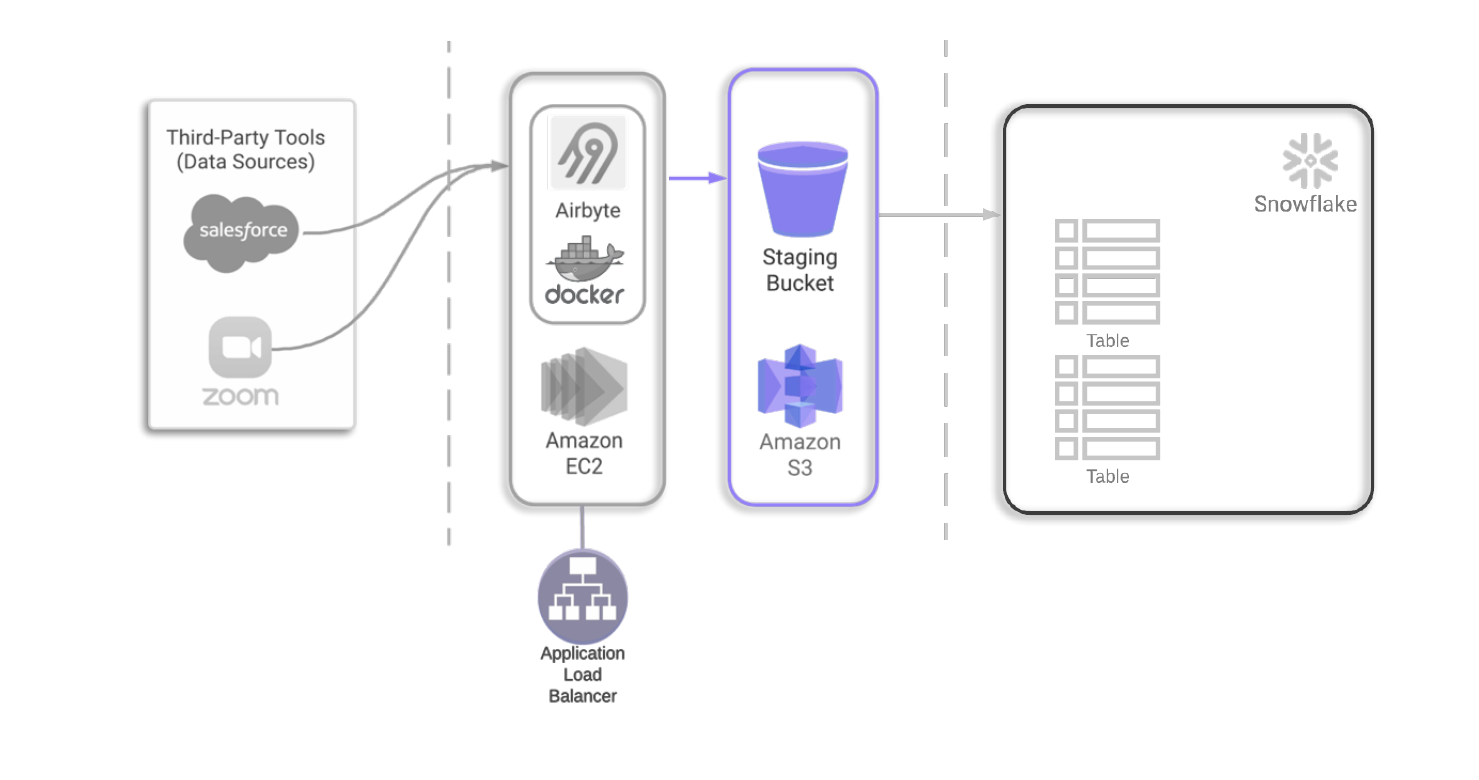 Third-Party Tools
(Data Sources)
salesforce
zoom
Airbyte
docker
Amazon
EC2
Application
Load
Balancer
Staging
Bucket
Amazon
S3
Snowflake
Table
Table